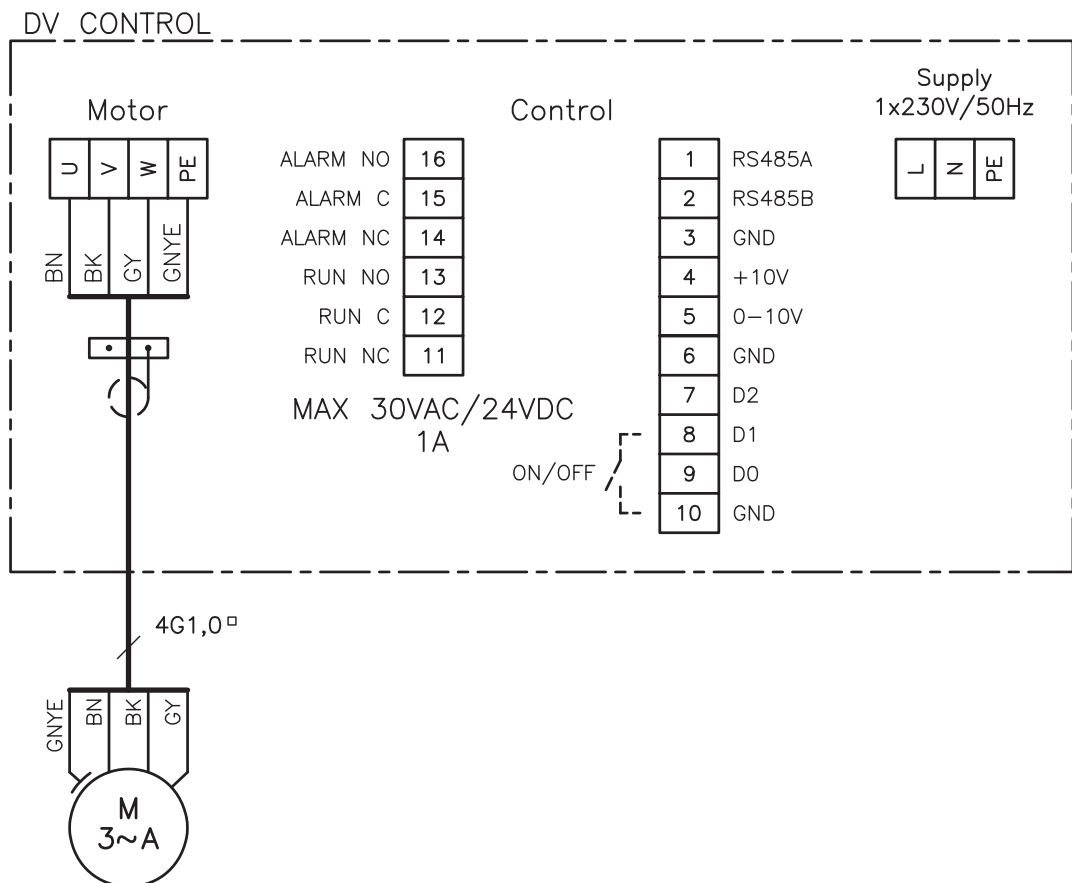 DV CONTROL
Motor
Control
Supply
1x230V/50Hz
U V W PE
ALARM NO 16
ALARM C 15
ALARM NC 14
RUN NO 13
RUN C 12
RUN NC 11
MAX 30VAC/24VDC
1A
1 RS485A
2 RS485B
3 GND
4 +10V
5 0-10V
6 GND
7 D2
8 D1
9 D0
10 GND
ON/OFF
L N PE
BN BK GY GNYE
4G1,0□
GNYE BN BK GY
M
3~A